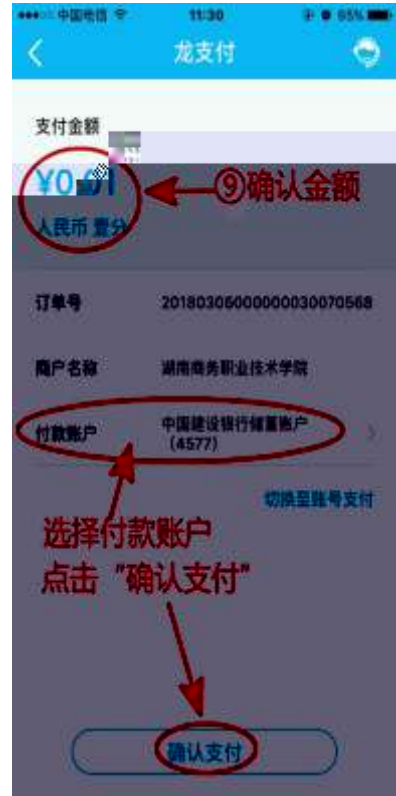 中国电信 11:30 65%
龙支付
支付金额
¥0.01
⑨确认金额
人民币 壹分
订单号 20180306000000030070568
商户名称 湖南商务职业技术学院
付款账户 中国建设银行储蓄账户
(4577)
切换至账号支付
选择付款账户
点击“确认支付”
确认支付